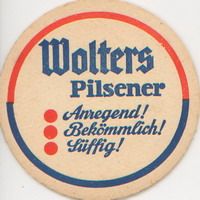 Wolters
Pilsener
Anregend!
Bekömmlich!
Süffig!